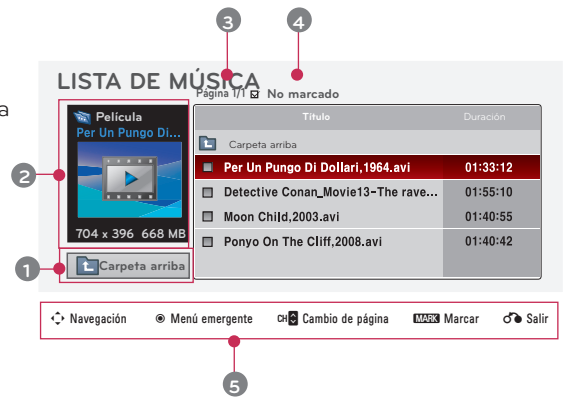 3
4
LISTA DE MÚSICA
Página 1/1 No marcado
a
Película
Per Un Pungo Di...
704 x 396 668 MB
2
1
Carpeta arriba
Titulo Duración
Carpeta arriba
Per Un Pungo Di Dollari,1964.avi 01:33:12
Detective Conan_Movie13-The rave... 01:55:10
Moon Child,2003.avi 01:40:55
Ponyo On The Cliff,2008.avi 01:40:42
Navegación Menú emergente CH Cambio de página MARK Marcar Salir
5